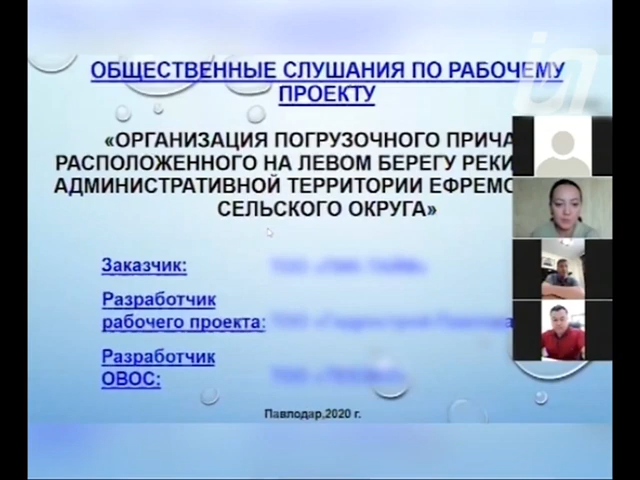 ОБЩЕСТВЕННЫЕ СЛУШАНИЯ ПО РАБОЧЕМУ
ПРОЕКТУ
«ОРГАНИЗАЦИЯ ПОГРУЗОЧНОГО ПРИЧА
РАСПОЛОЖЕННОГО НА ЛЕВОМ БЕРЕГУ РЕКИ
АДМИНИСТРАТИВНОЙ ТЕРРИТОРИИ ЕФРЕМО
СЕЛЬСКОГО ОКРУГА»
Заказчик:
Разработчик
рабочего проекта:
Разработчик
ОВОС:
Павлодар,2020 г.